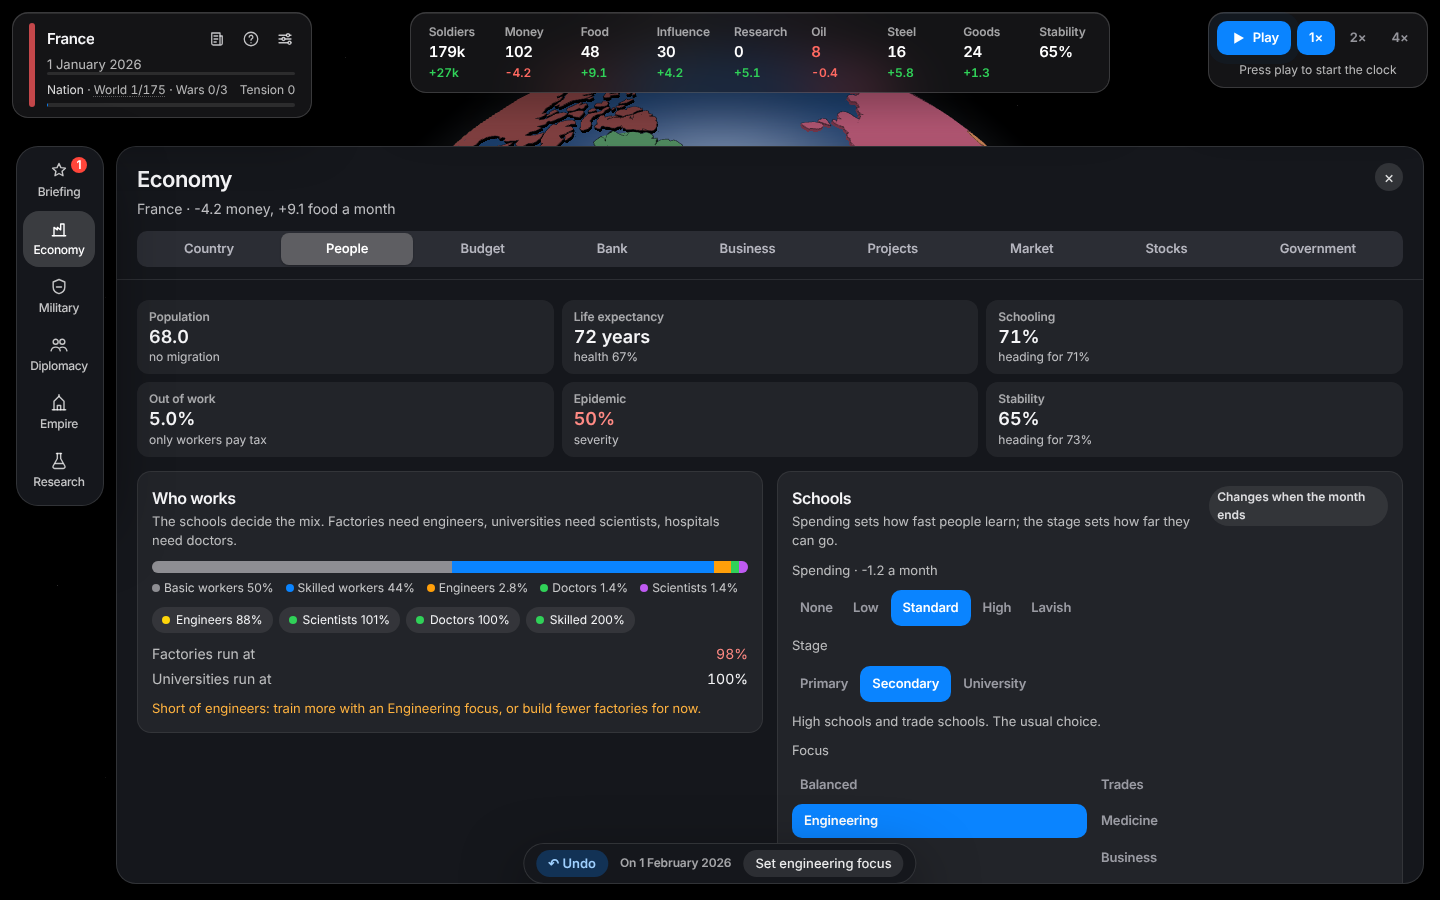 France
1 January 2026
Nation · World 1/175 · Wars 0/3 Tension 0
Soldiers Money Food Influence Research Oil Steel Goods Stability
179k 102 48 30 0 8 16 24 65%
+27k -4.2 +9.1 +4.2 +5.1 -0.4 +5.8 +1.3
Play 1× 2× 4×
Press play to start the clock
1
Briefing
Economy
Military
Diplomacy
Empire
Research
Economy
×
France · -4.2 money, +9.1 food a month
Country People Budget Bank Business Projects Market Stocks Government
Population
68.0
no migration
Life expectancy
72 years
health 67%
Schooling
71%
heading for 71%
Out of work
5.0%
only workers pay tax
Epidemic
50%
severity
Stability
65%
heading for 73%
Who works
The schools decide the mix. Factories need engineers, universities need scientists, hospitals
need doctors.
Basic workers 50% Skilled workers 44% Engineers 2.8% Doctors 1.4% Scientists 1.4%
Engineers 88% Scientists 101% Doctors 100% Skilled 200%
Factories run at 98%
Universities run at 100%
Short of engineers: train more with an Engineering focus, or build fewer factories for now.
Schools
Changes when the month
ends
Spending sets how fast people learn; the stage sets how far they
can go.
Spending · -1.2 a month
None Low Standard High Lavish
Stage
Primary Secondary University
High schools and trade schools. The usual choice.
Focus
Balanced Trades
Engineering Medicine
Business
↶ Undo On 1 February 2026 Set engineering focus